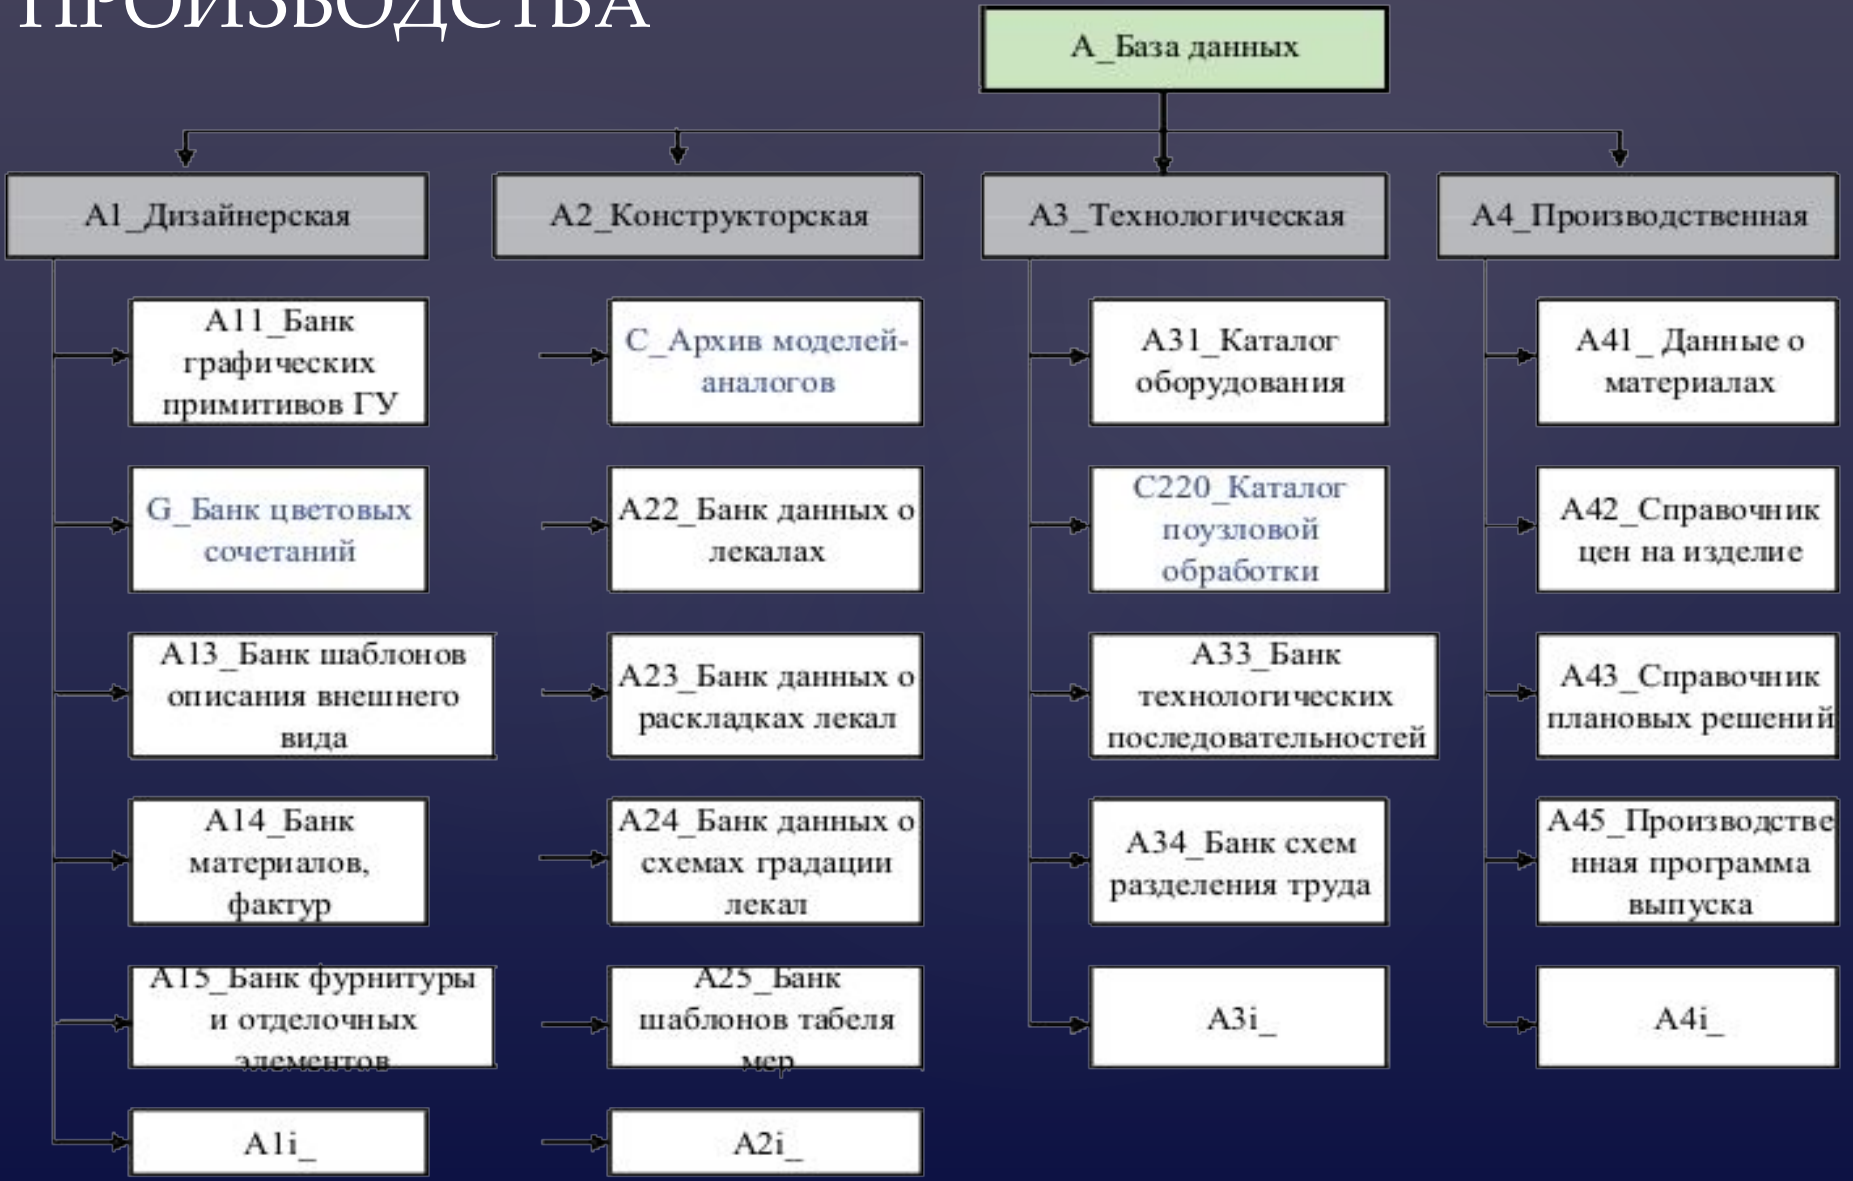 ПРОИЗВОДСТВА
А_База данных
А1_Дизайнерская
А2_Конструкторская
А3_Технологическая
А4_Производственная
А11_Банк
графических
примитивов ГУ
G_Банк цветовых
сочетаний
А13_Банк шаблонов
описания внешнего
вида
А14_Банк
материалов,
фактур
А15_Банк фурнитуры
и отделочных
элементов
А1i_
С_Архив моделей-
аналогов
А22_Банк данных о
лекалах
А23_Банк данных о
раскладках лекал
А24_Банк данных о
схемах градации
лекал
А25_Банк
шаблонов табеля
мер
А2i_
А31_Каталог
оборудования
С220_Каталог
поузловой
обработки
А33_Банк
технологических
последовательностей
А34_Банк схем
разделения труда
А3i_
А41_ Данные о
материалах
А42_Справочник
цен на изделие
А43_Справочник
плановых решений
А45_Производстве
нная программа
выпуска
А4i_